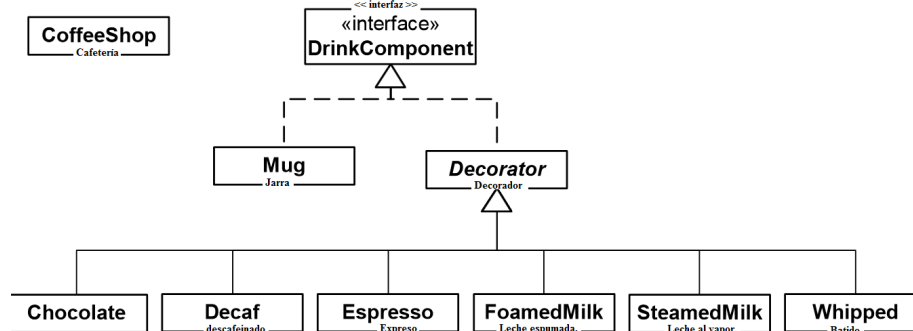 << interfaz >>
«interface»
DrinkComponent
CoffeeShop
Cafetería
Mug
Jarra
Decorator
Decorador
Chocolate
Decaf
descafeinado
Espresso
Expreso
FoamedMilk
Leche espumada.
SteamedMilk
Leche al vapor
Whipped
Batido